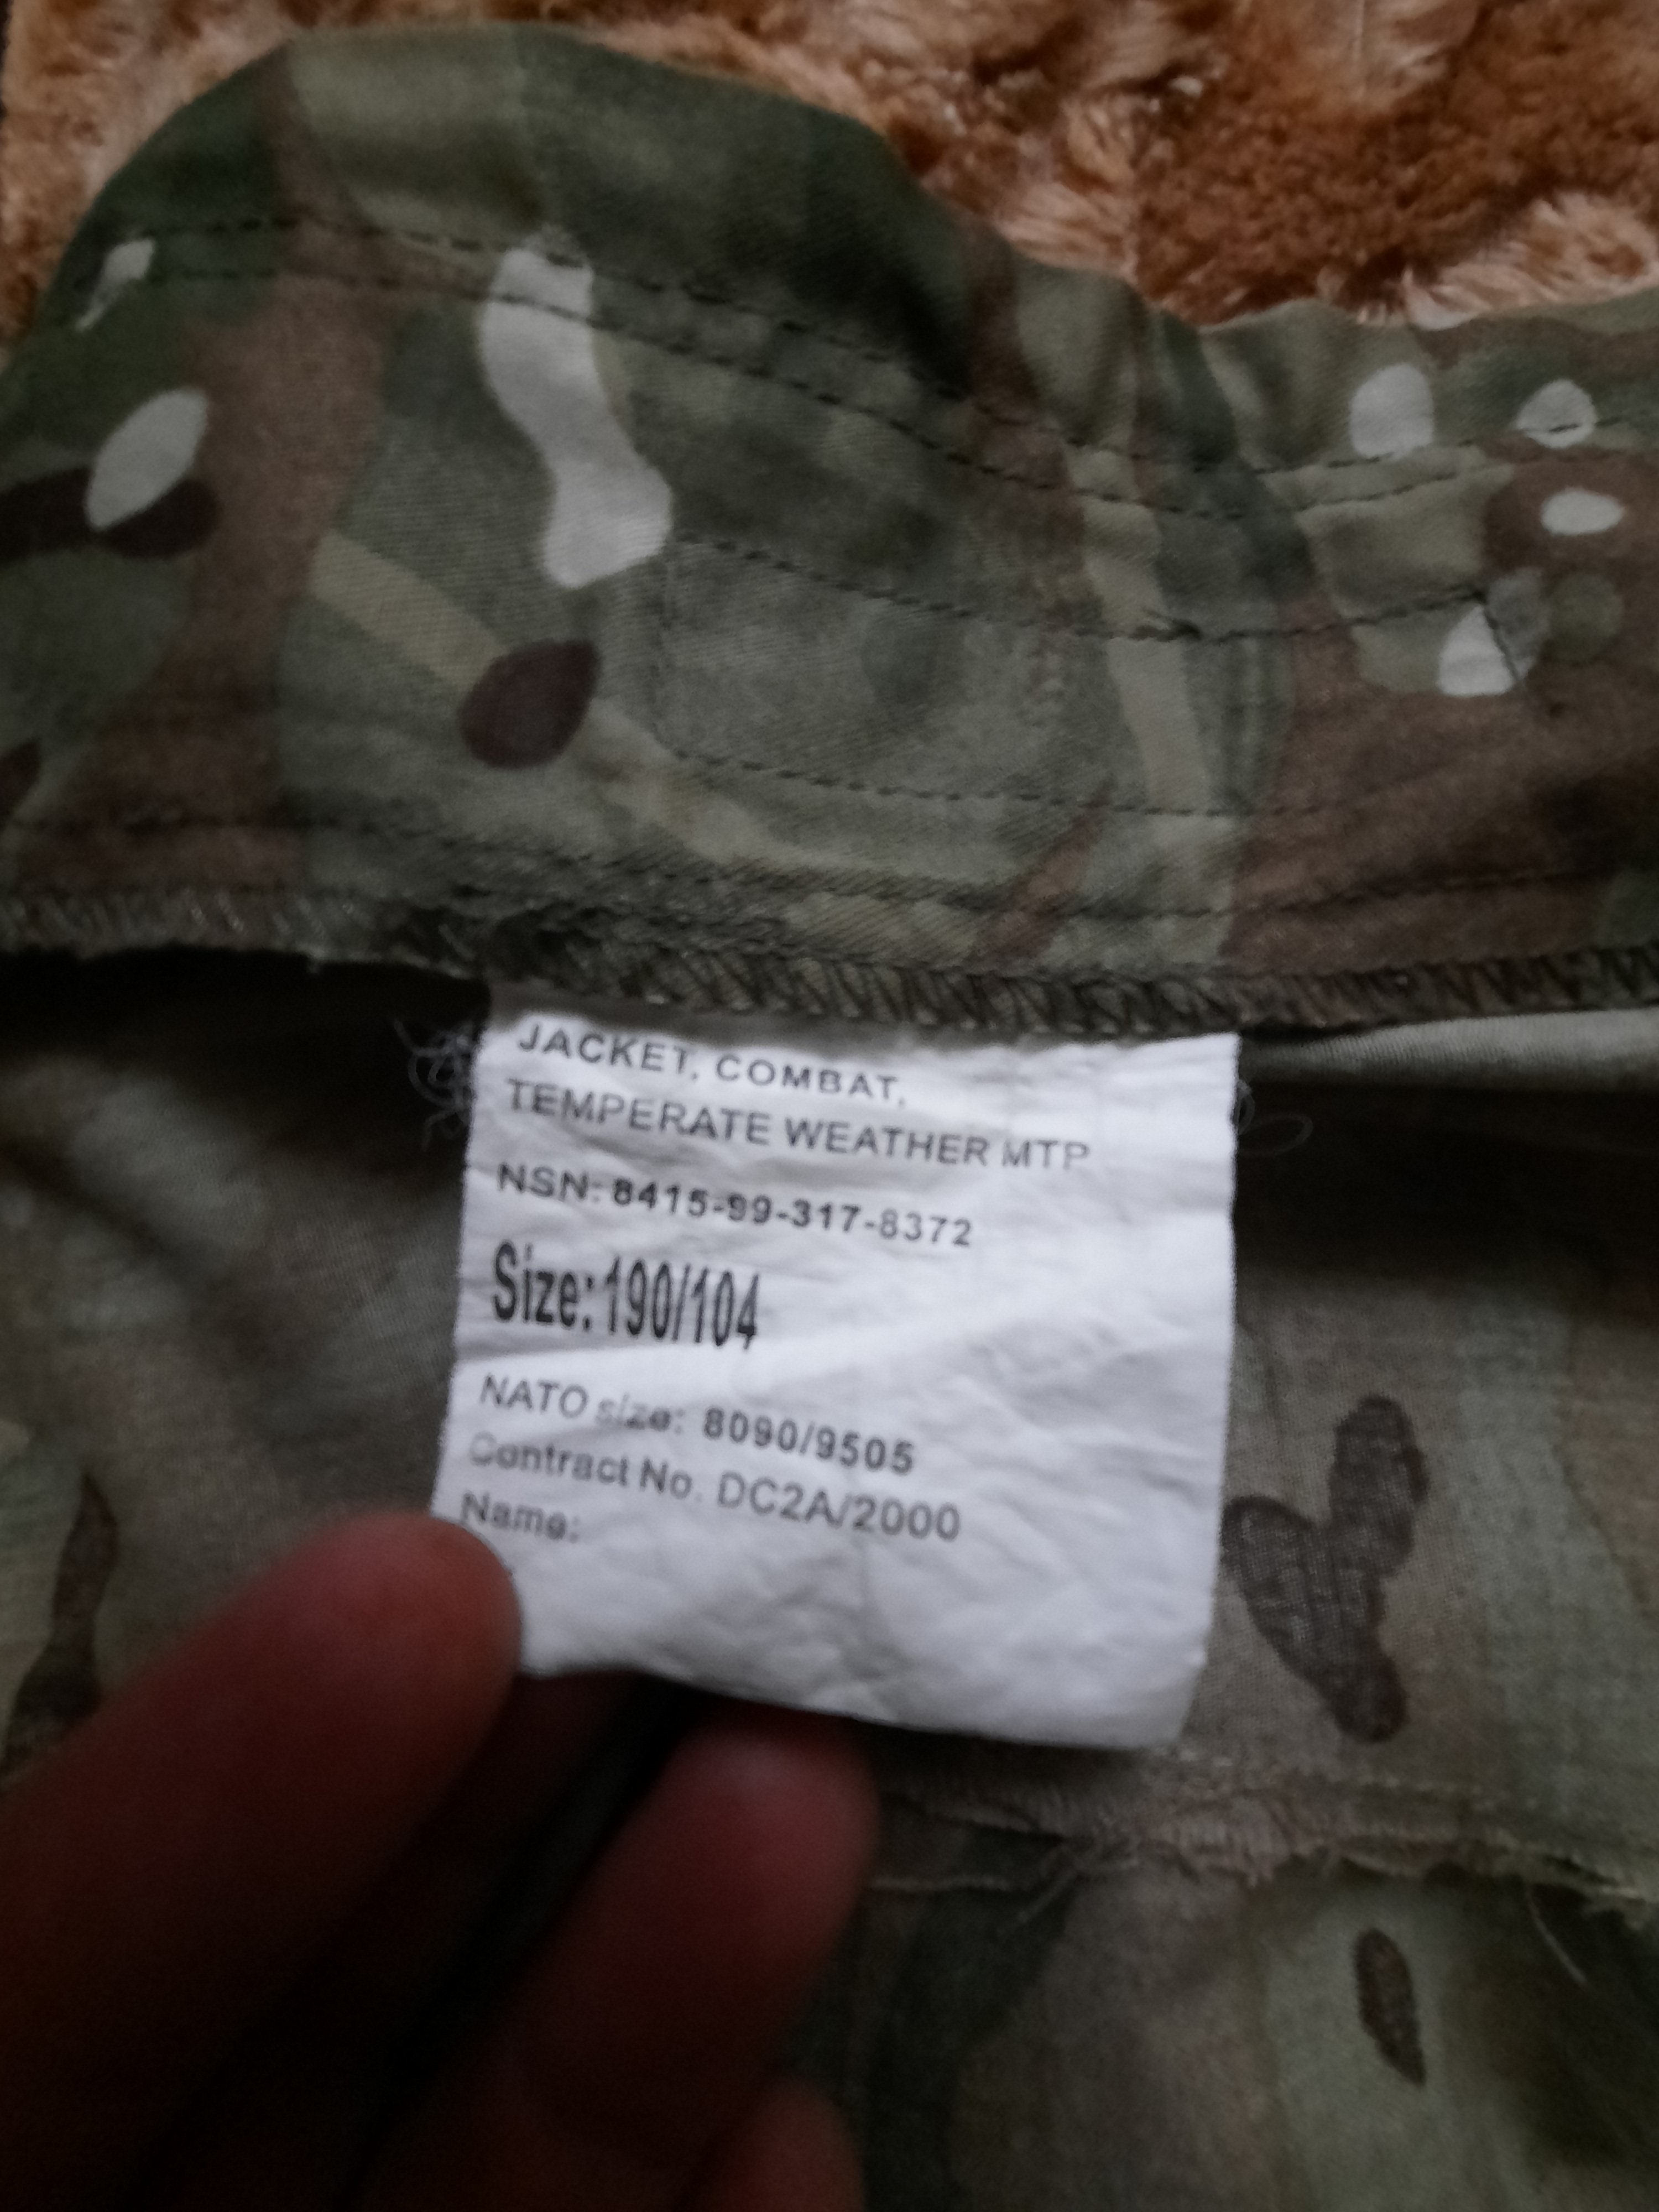 JACKET, COMBAT,
TEMPERATE WEATHER MTP
NSN: 8415-99-317-8372
Size:190/104
NATO size: 8090/9505
Contract No. DC2A/2000
Name: